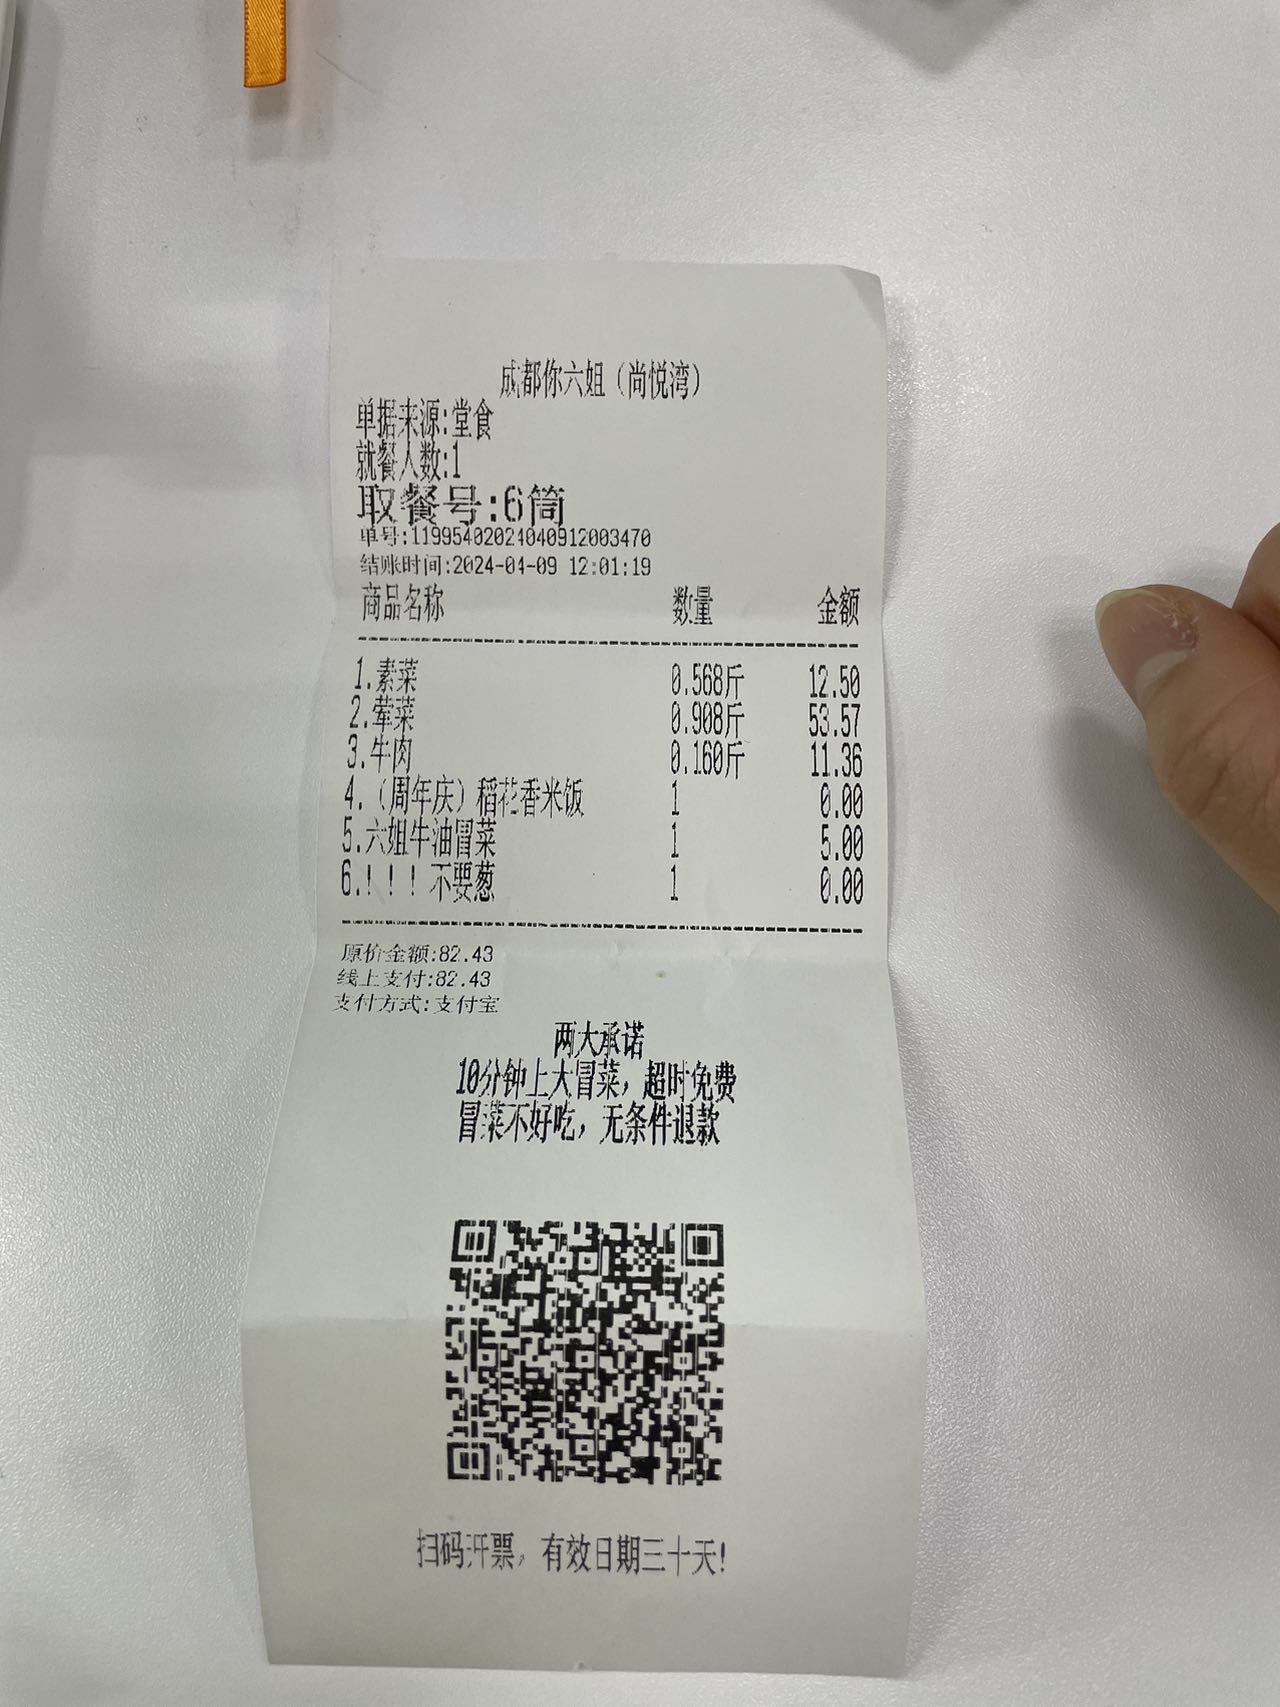 成都你六姐（尚悦湾）
单据来源:堂食
就餐人数:1
取餐号:6筒
单号:11995402024040912003470
结账时间:2024-04-09 12:01:19
商品名称 数量 金额
1.素菜 0.568斤 12.50
2.荤菜 0.908斤 53.57
3.牛肉 0.160斤 11.36
4.（周年庆）稻花香米饭 1 0.00
5.六姐牛油冒菜 1 5.00
6.！！！不要葱 1 0.00
原价金额:82.43
线上支付:82.43
支付方式:支付宝
两大承诺
10分钟上大冒菜，超时免费
冒菜不好吃，无条件退款
扫码开票，有效日期三十天!